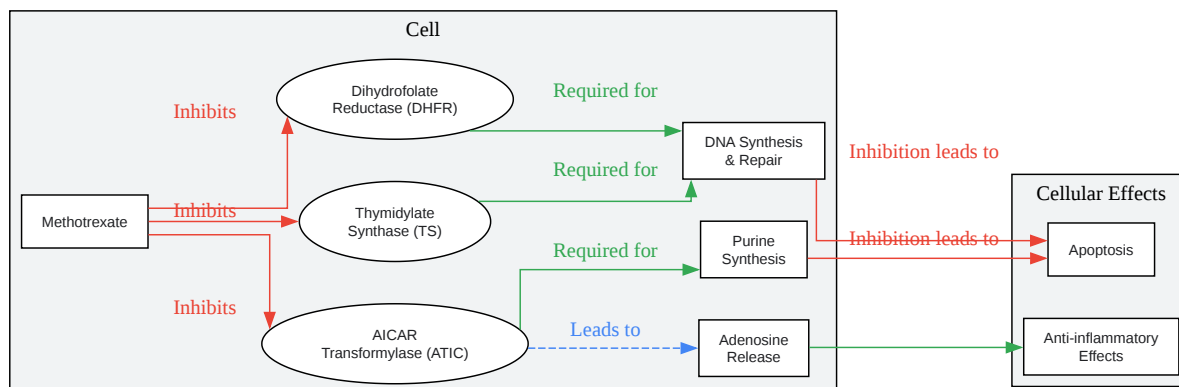 Cell
Dihydrofolate
Reductase (DHFR)
Required for
Inhibits
DNA Synthesis
& Repair
Inhibition leads to
Required for
Cellular Effects
Methotrexate
Inhibits
Thymidylate
Synthase (TS)
Required for
Purine
Synthesis
Inhibition leads to
Apoptosis
Inhibits
AICAR
Transformylase (ATIC)
Leads to
Adenosine
Release
Anti-inflammatory
Effects